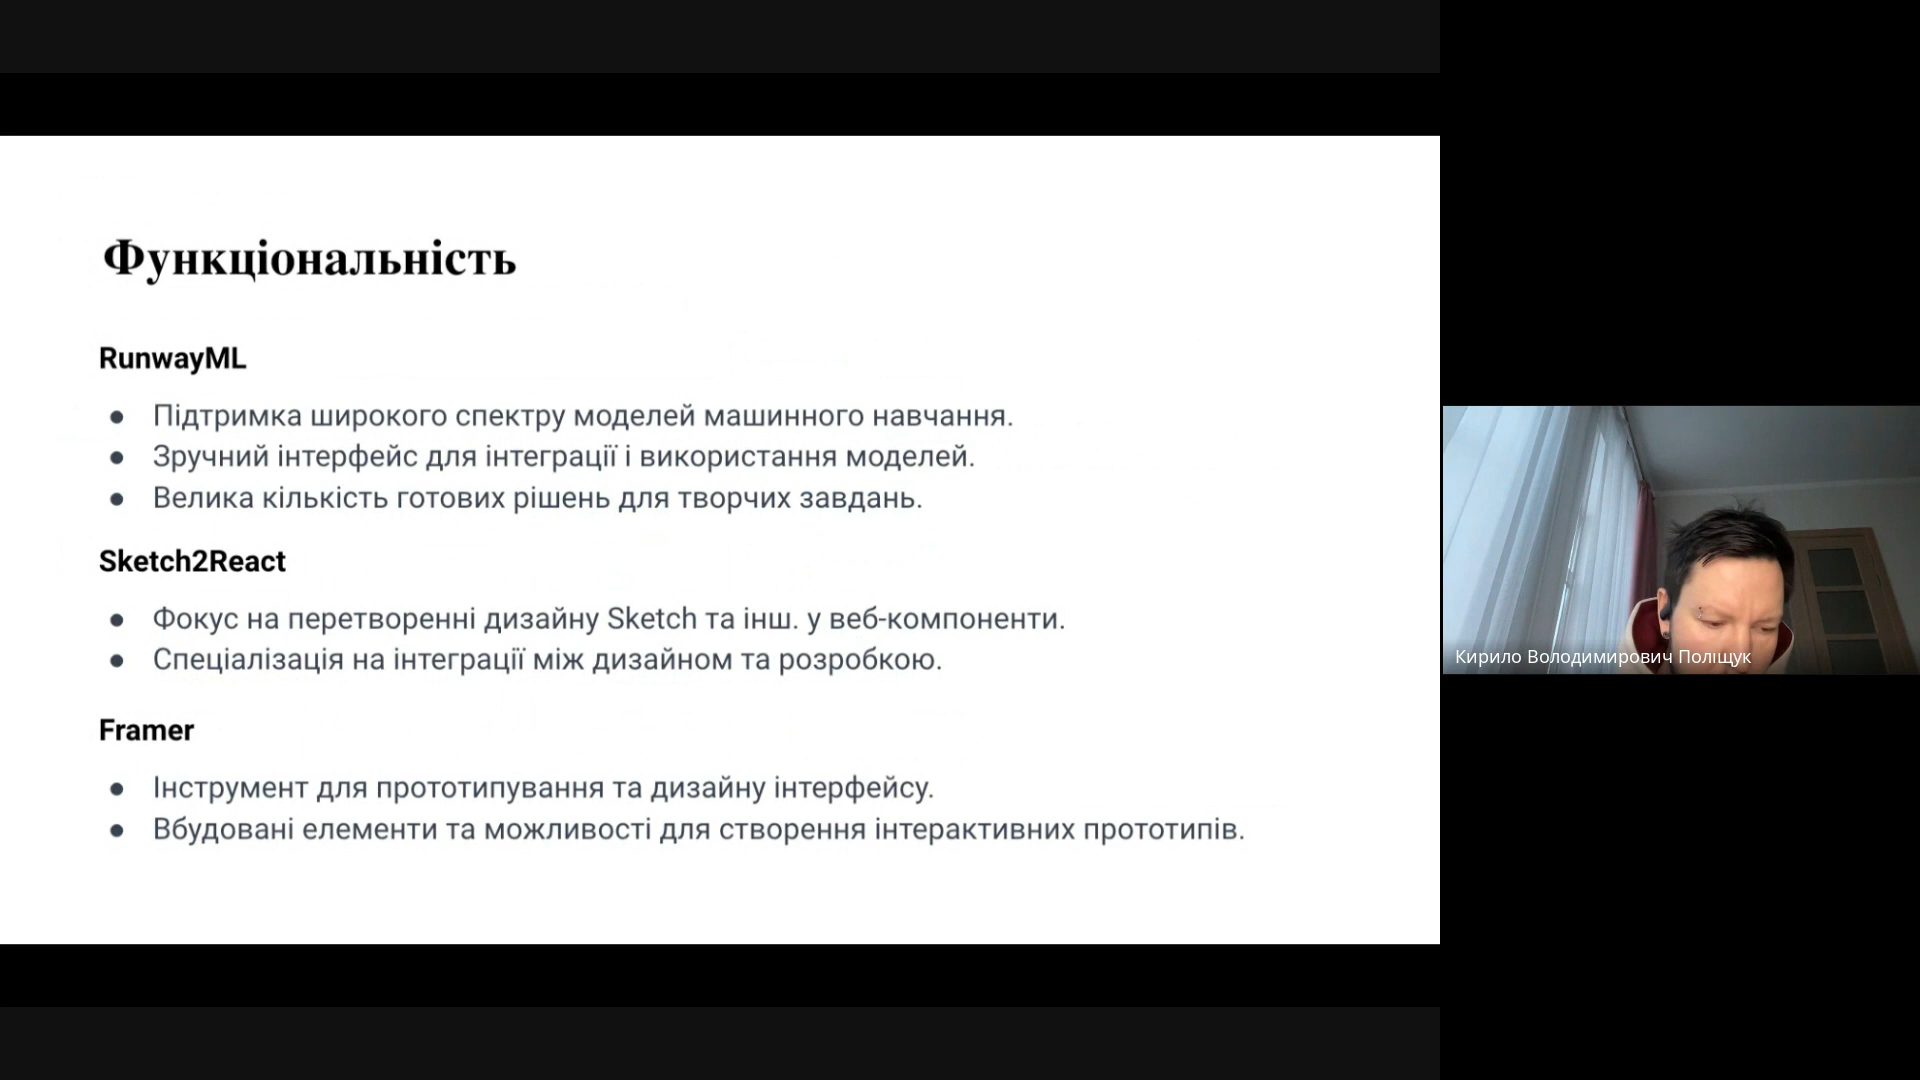 Функціональність
RunwayML
● Підтримка широкого спектру моделей машинного навчання.
● Зручний інтерфейс для інтеграції і використання моделей.
● Велика кількість готових рішень для творчих завдань.
Sketch2React
● Фокус на перетворенні дизайну Sketch та інш. у веб-компоненти.
● Спеціалізація на інтеграції між дизайном та розробкою.
Framer
● Інструмент для прототипування та дизайну інтерфейсу.
● Вбудовані елементи та можливості для створення інтерактивних прототипів.
Кирило Володимирович Поліщук